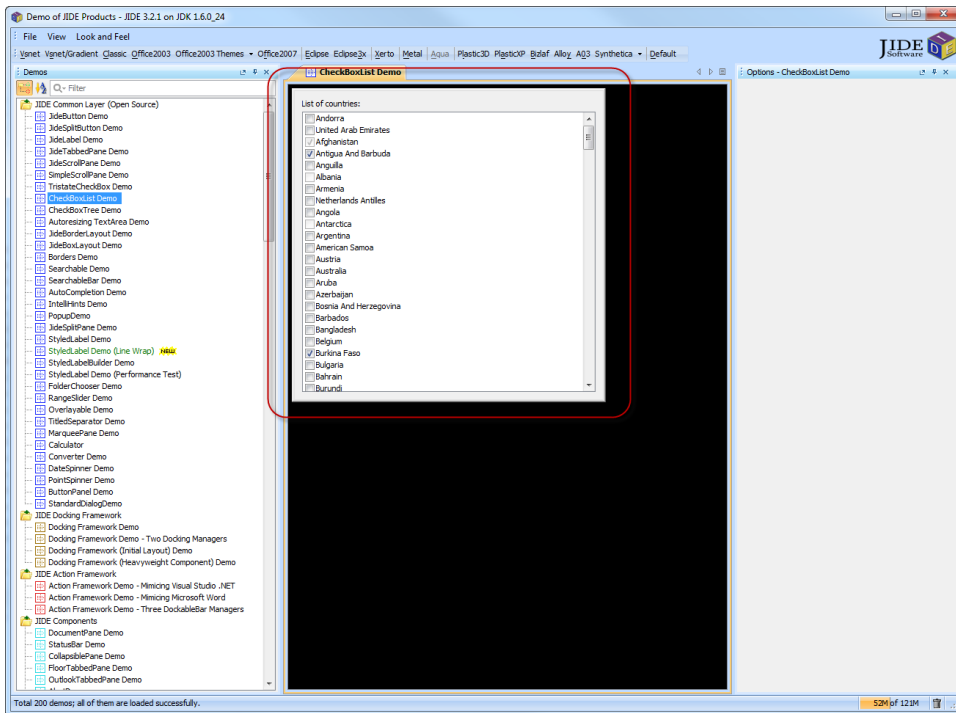 Demo of JIDE Products - JIDE 3.2.1 on JDK 1.6.0_24
File View Look and Feel
Vsnet Vsnet/Gradient Classic Office2003 Office2003 Themes Office2007 Eclipse Eclipse3x Xerto Metal Aqua Plastic3D PlasticXP Bizlaf Alloy A03 Synthetica Default
JIDE
Software
Demos
Filter
JIDE Common Layer (Open Source)
JideButton Demo
JideSplitButton Demo
JideLabel Demo
JideTabbedPane Demo
JideScrollPane Demo
SimpleScrollPane Demo
TristateCheckBox Demo
CheckBoxList Demo
CheckBoxTree Demo
Autoresizing TextArea Demo
JideBorderLayout Demo
JideBoxLayout Demo
Borders Demo
Searchable Demo
SearchableBar Demo
AutoCompletion Demo
IntelliHints Demo
PopupDemo
JideSplitPane Demo
StyledLabel Demo
StyledLabel Demo (Line Wrap) NEW
StyledLabelBuilder Demo
StyledLabel Demo (Performance Test)
FolderChooser Demo
RangeSlider Demo
Overlayable Demo
TitledSeparator Demo
MarqueePane Demo
Calculator
Converter Demo
DateSpinner Demo
PointSpinner Demo
ButtonPanel Demo
StandardDialogDemo
JIDE Docking Framework
Docking Framework Demo
Docking Framework Demo - Two Docking Managers
Docking Framework (Initial Layout) Demo
Docking Framework (Heavyweight Component) Demo
JIDE Action Framework
Action Framework Demo - Mimicing Visual Studio .NET
Action Framework Demo - Mimicing Microsoft Word
Action Framework Demo - Three DockableBar Managers
JIDE Components
DocumentPane Demo
StatusBar Demo
CollapsiblePane Demo
FloorTabbedPane Demo
OutlookTabbedPane Demo
CheckBoxList Demo
List of countries:
Andorra
United Arab Emirates
Afghanistan
Antigua And Barbuda
Anguilla
Albania
Armenia
Netherlands Antilles
Angola
Antarctica
Argentina
American Samoa
Austria
Australia
Aruba
Azerbaijan
Bosnia And Herzegovina
Barbados
Bangladesh
Belgium
Burkina Faso
Bulgaria
Bahrain
Burundi
Options - CheckBoxList Demo
Total 200 demos; all of them are loaded successfully.
52M of 121M